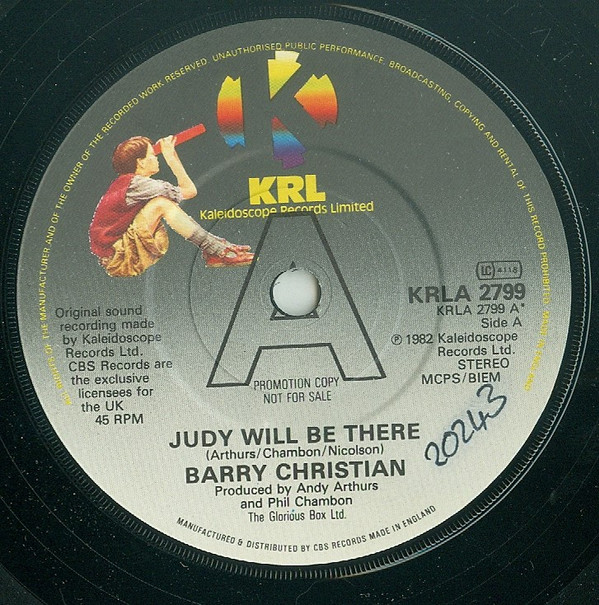 RIGHTS OF THE MANUFACTURER AND OF THE OWNER OF THE RECORDED WORK RESERVED. UNAUTHORISED PUBLIC PERFORMANCE, BROADCASTING, COPYING AND RENTAL OF THIS RECORD PROHIBITED. MADE IN ENGLAND
K
KRL
Kaleidoscope Records Limited
A
LC 4118
KRLA 2799
KRLA 2799 A*
Side A
℗ 1982 Kaleidoscope
Records Ltd.
STEREO
MCPS/BIEM
Original sound
recording made
by Kaleidoscope
Records Ltd.
CBS Records are
the exclusive
licensees for
the UK
45 RPM
PROMOTION COPY
NOT FOR SALE
JUDY WILL BE THERE
(Arthurs/Chambon/Nicolson)
BARRY CHRISTIAN
Produced by Andy Arthurs
and Phil Chambon
The Glorious Box Ltd.
20243
MANUFACTURED & DISTRIBUTED BY CBS RECORDS MADE IN ENGLAND